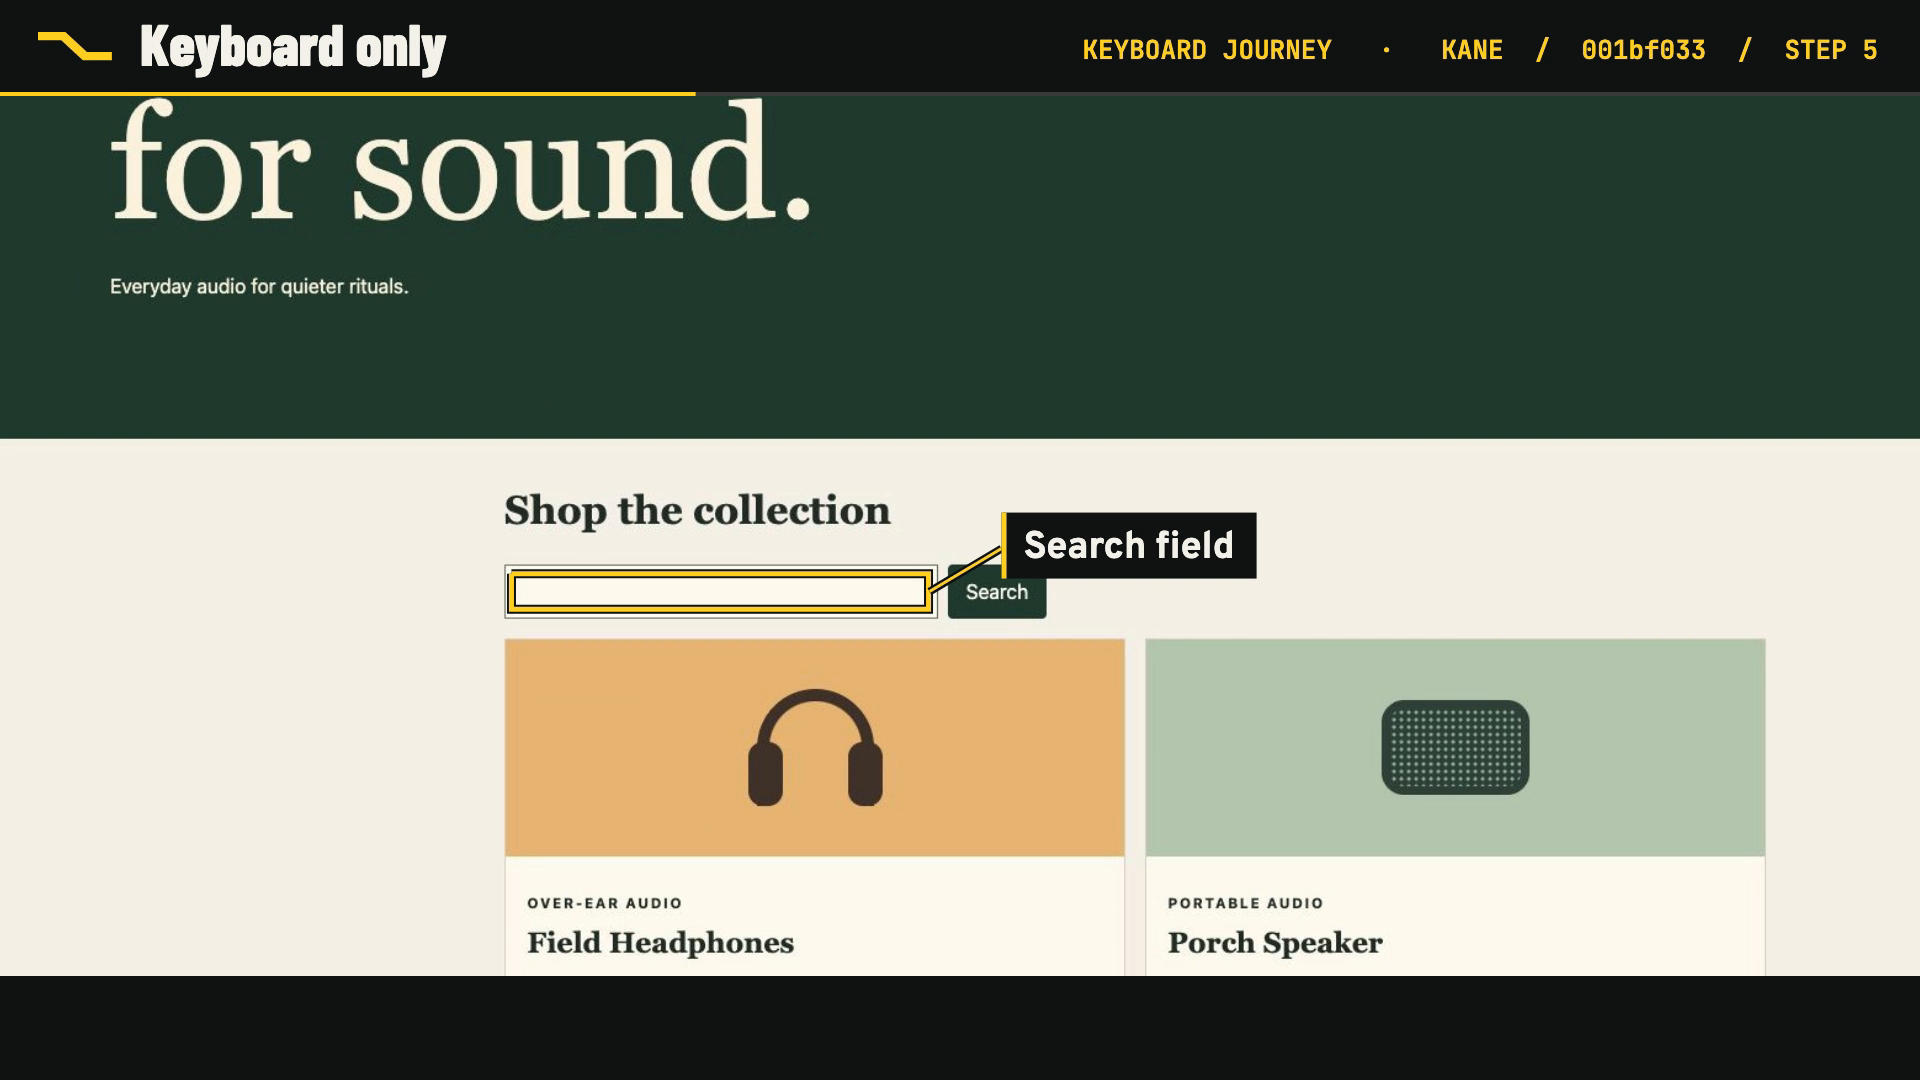 Keyboard only
KEYBOARD JOURNEY · KANE / 001bf033 / STEP 5
for sound.
Everyday audio for quieter rituals.
Shop the collection
Search field
Search
OVER-EAR AUDIO
Field Headphones
PORTABLE AUDIO
Porch Speaker